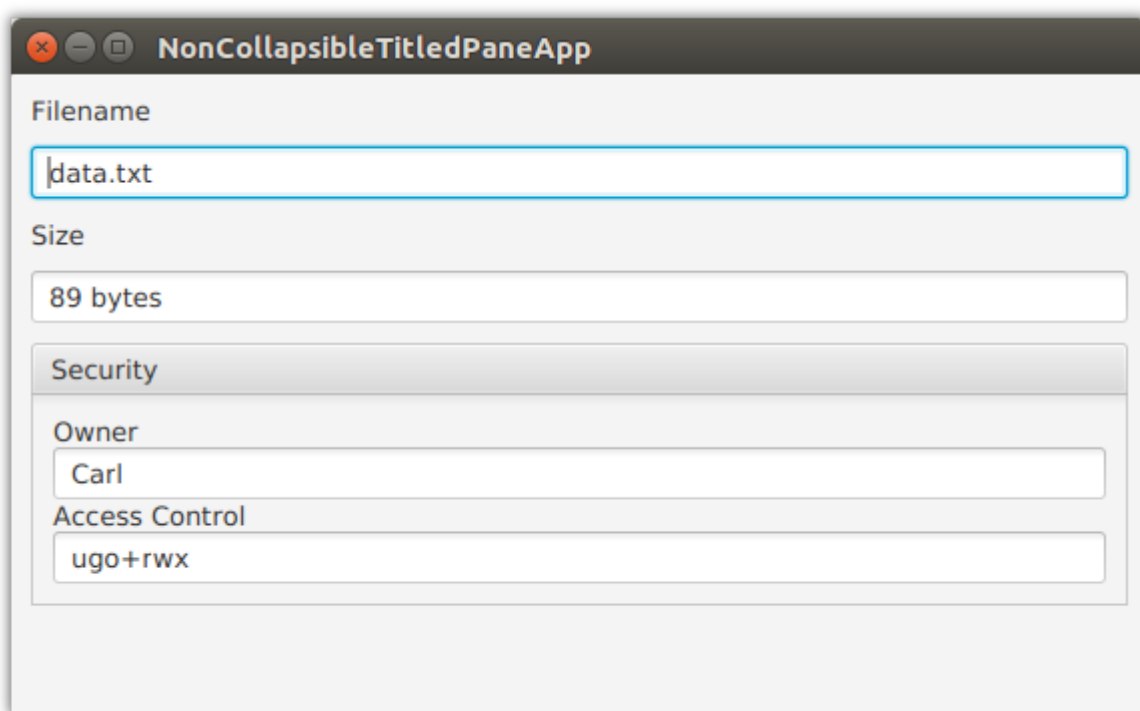 NonCollapsibleTitledPaneApp
Filename
data.txt
Size
89 bytes
Security
Owner
Carl
Access Control
ugo+rwx